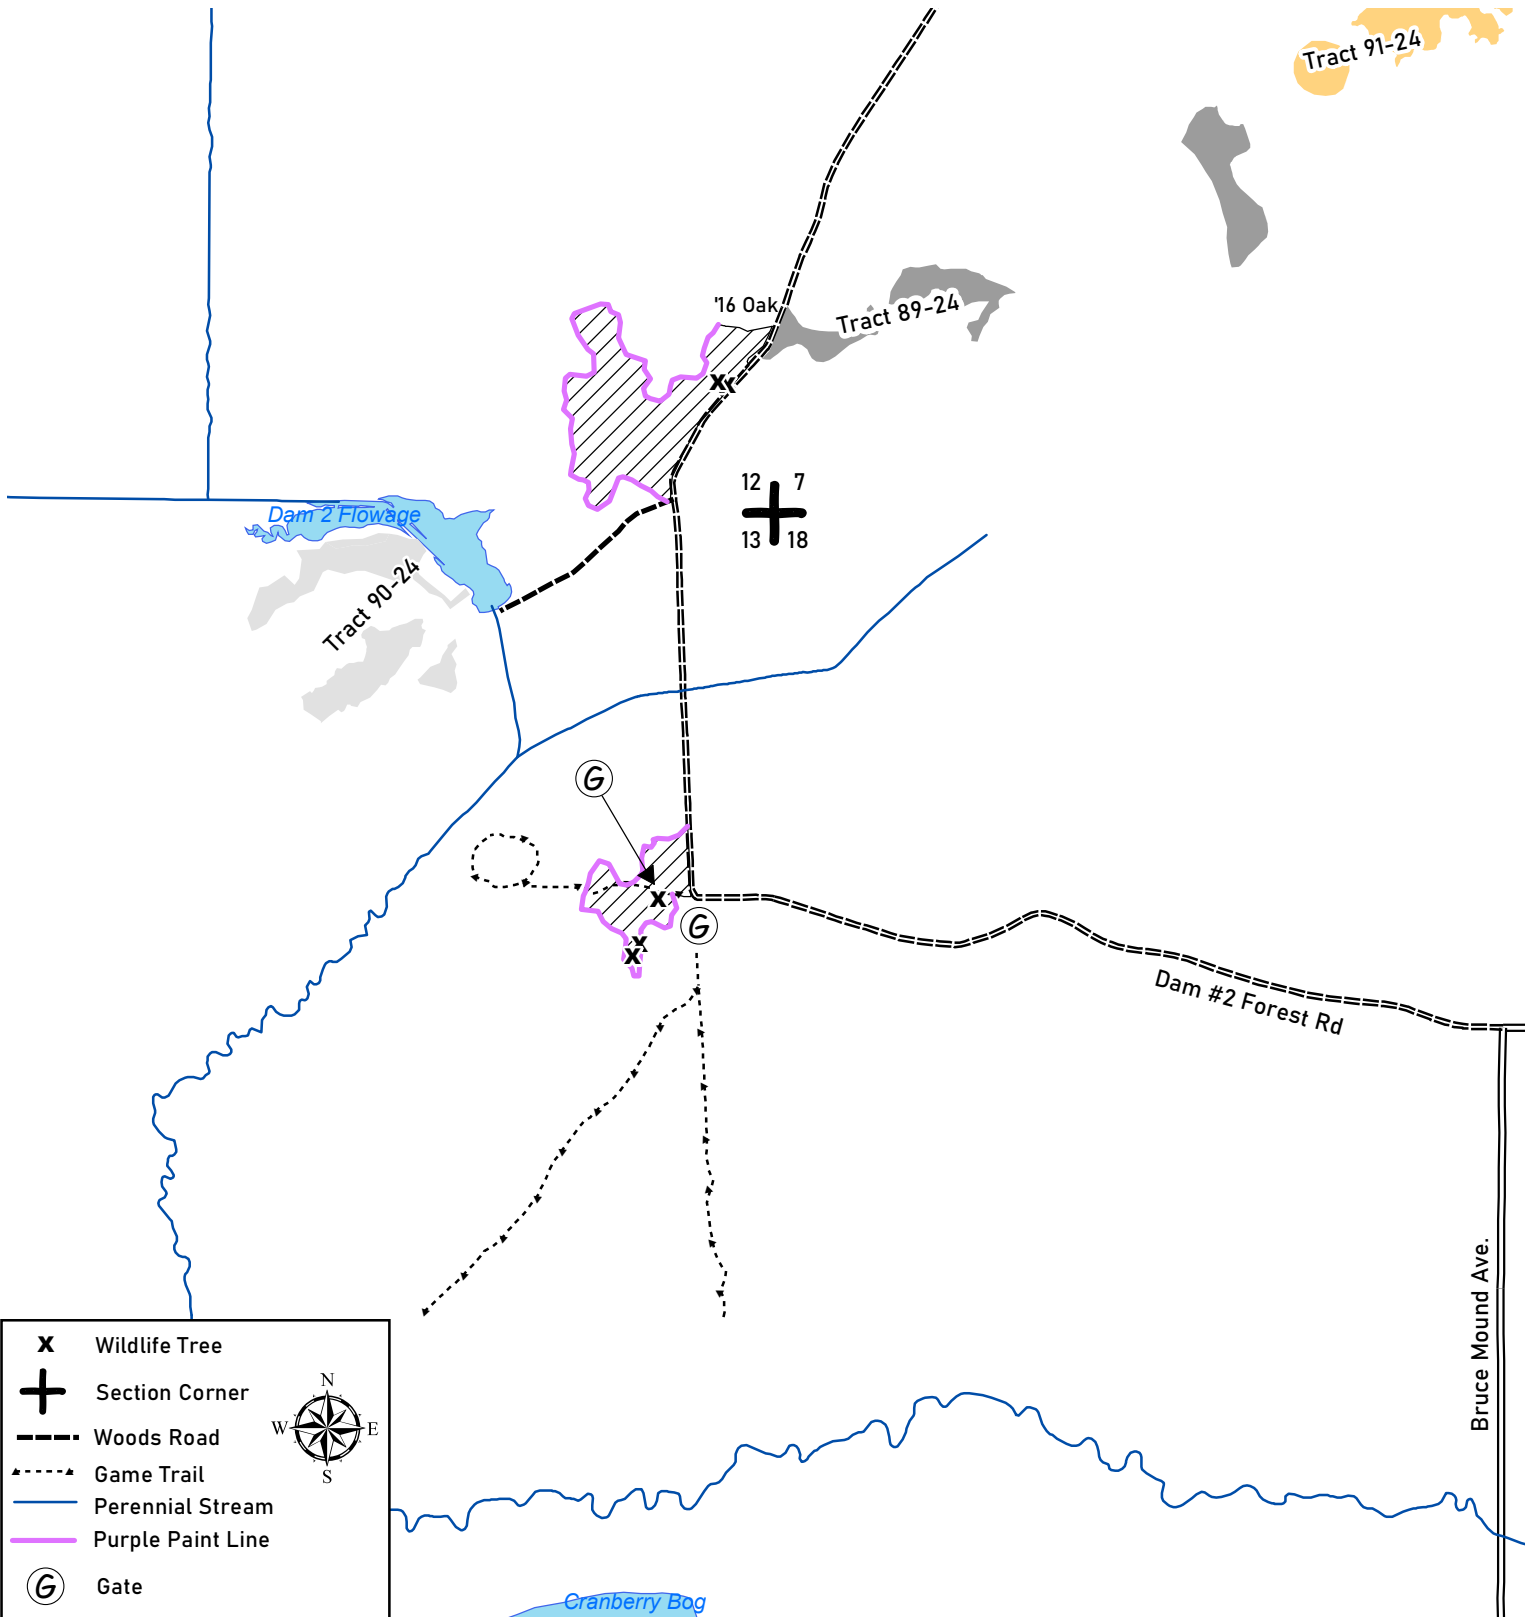 Tract 91-24
'16 Oak
Tract 89-24
12 7
13 18
Dam 2 Flowage
Tract 90-24
G
G
Dam #2 Forest Rd
Bruce Mound Ave.
X Wildlife Tree
Section Corner
Woods Road
Game Trail
Perennial Stream
Purple Paint Line
G Gate
N
W E
S
Cranberry Bog